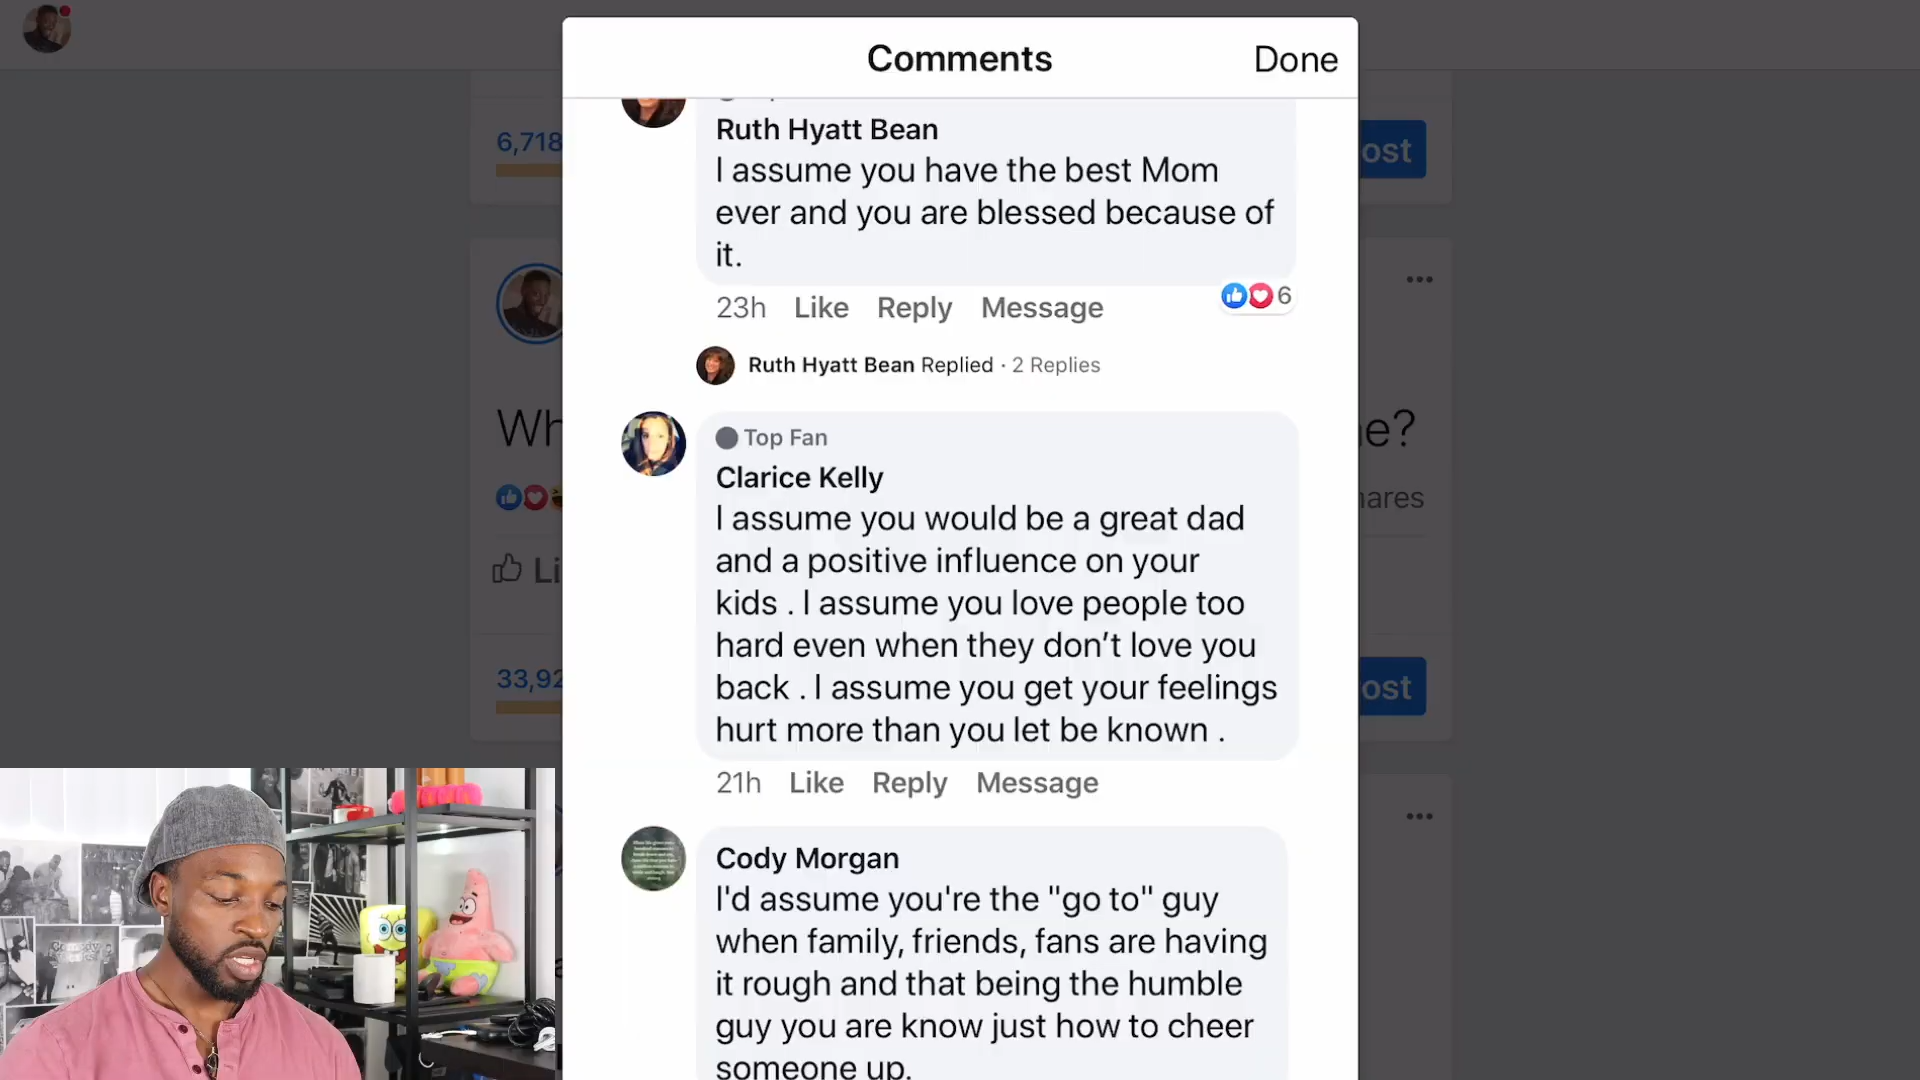 Comments
Done
Ruth Hyatt Bean
I assume you have the best Mom
ever and you are blessed because of
it.
23h Like Reply Message
6
Ruth Hyatt Bean Replied · 2 Replies
Top Fan
Clarice Kelly
I assume you would be a great dad
and a positive influence on your
kids . I assume you love people too
hard even when they don’t love you
back . I assume you get your feelings
hurt more than you let be known .
21h Like Reply Message
Cody Morgan
I'd assume you're the "go to" guy
when family, friends, fans are having
it rough and that being the humble
guy you are know just how to cheer
someone up.
6,718
ost
Wh
e?
ares
Li
33,92
ost